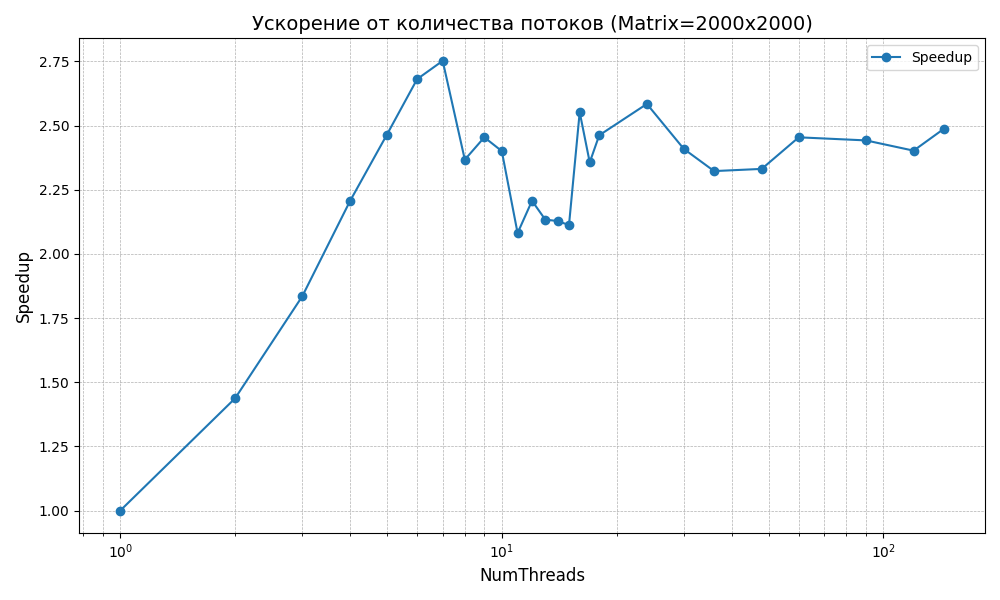 Ускорение от количества потоков (Matrix=2000x2000)
Speedup
2.75
2.50
2.25
2.00
1.75
1.50
1.25
1.00
Speedup
10⁰
10¹
10²
NumThreads